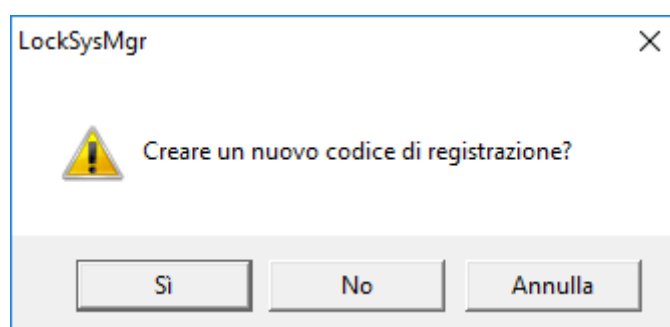 LockSysMgr
Creare un nuovo codice di registrazione?
Sì No Annulla